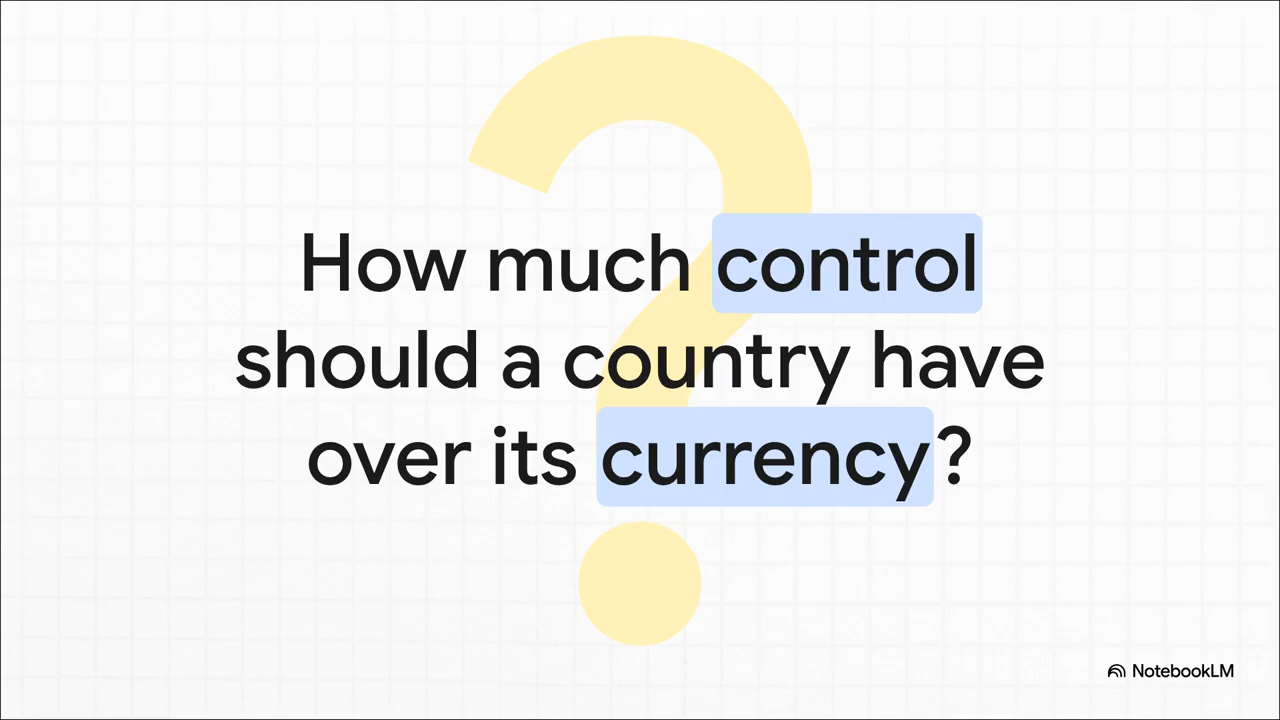 How much control
should a country have
over its currency?
NotebookLM